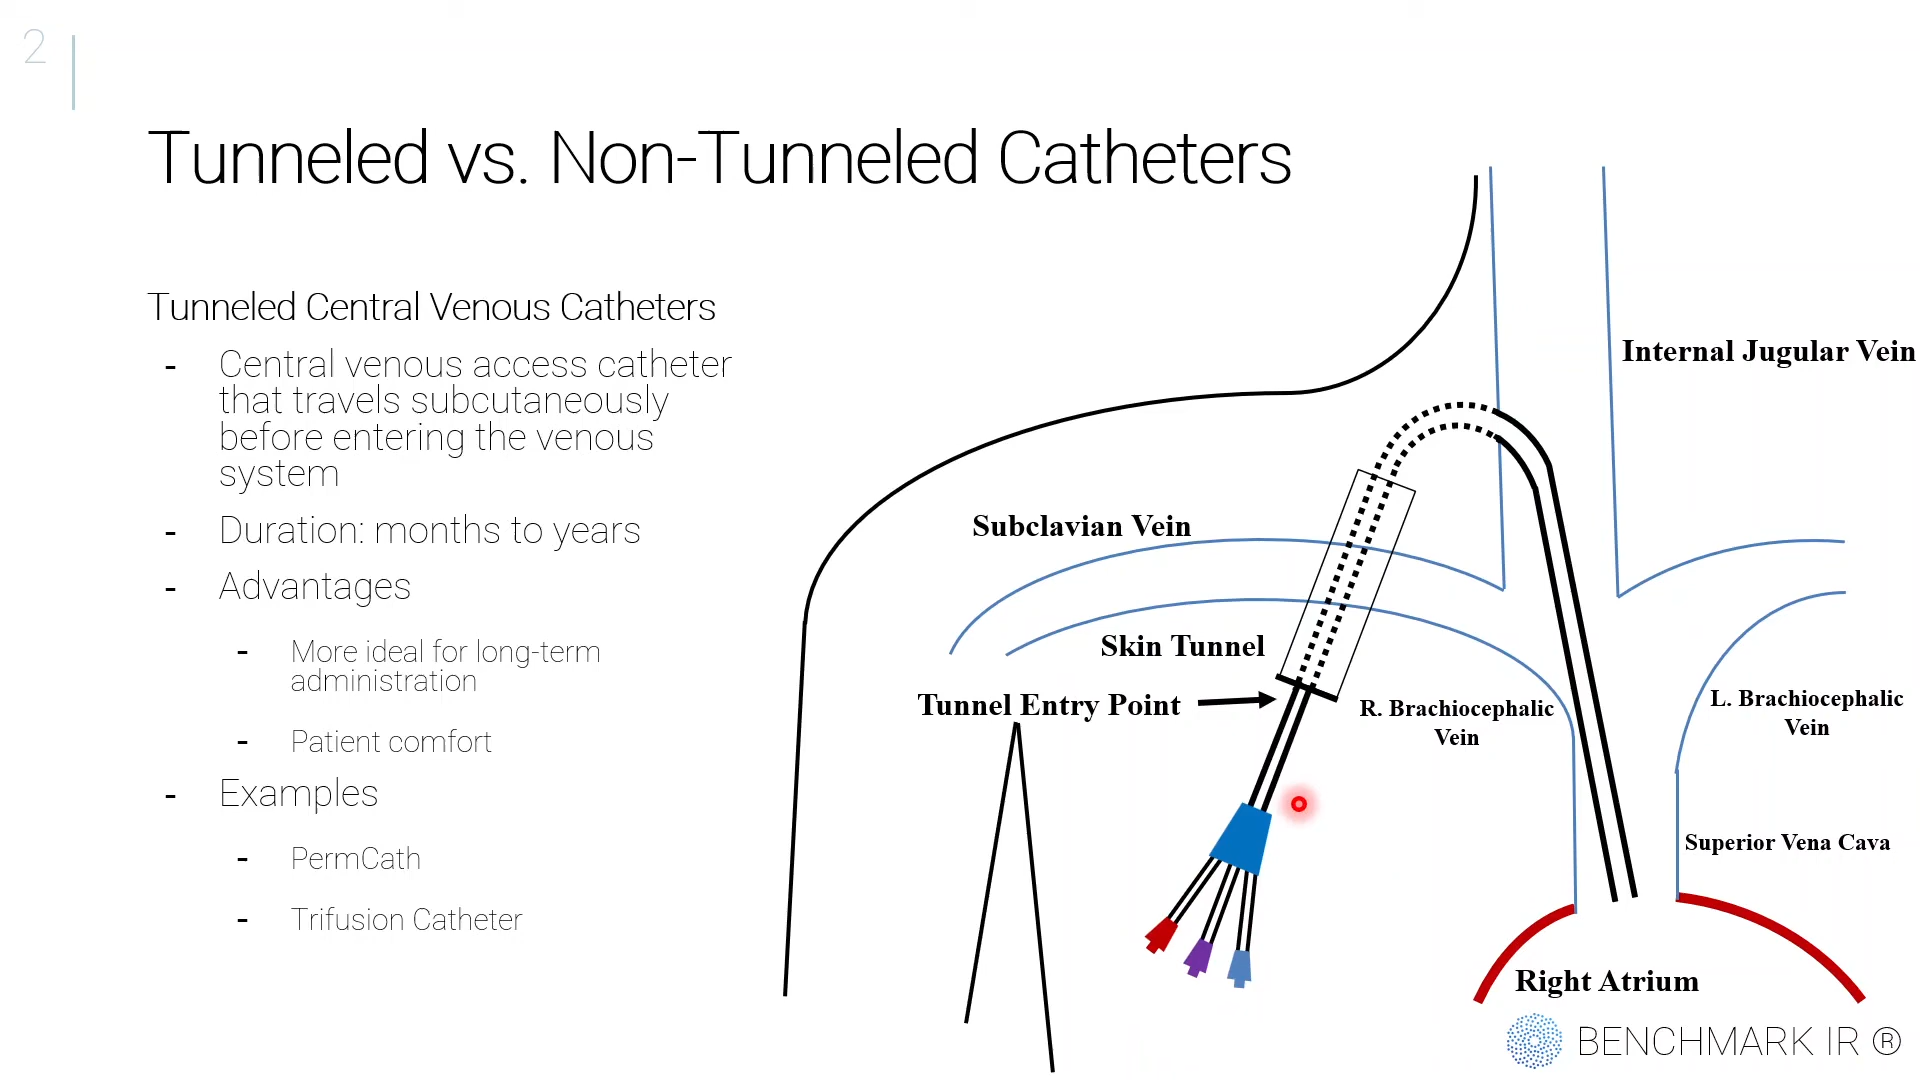 2
Tunneled vs. Non-Tunneled Catheters
Tunneled Central Venous Catheters
- Central venous access catheter
that travels subcutaneously
before entering the venous
system
- Duration: months to years
- Advantages
- More ideal for long-term
administration
- Patient comfort
- Examples
- PermCath
- Trifusion Catheter
Internal Jugular Vein
Subclavian Vein
Skin Tunnel
Tunnel Entry Point
R. Brachiocephalic
Vein
L. Brachiocephalic
Vein
Superior Vena Cava
Right Atrium
BENCHMARK IR ®